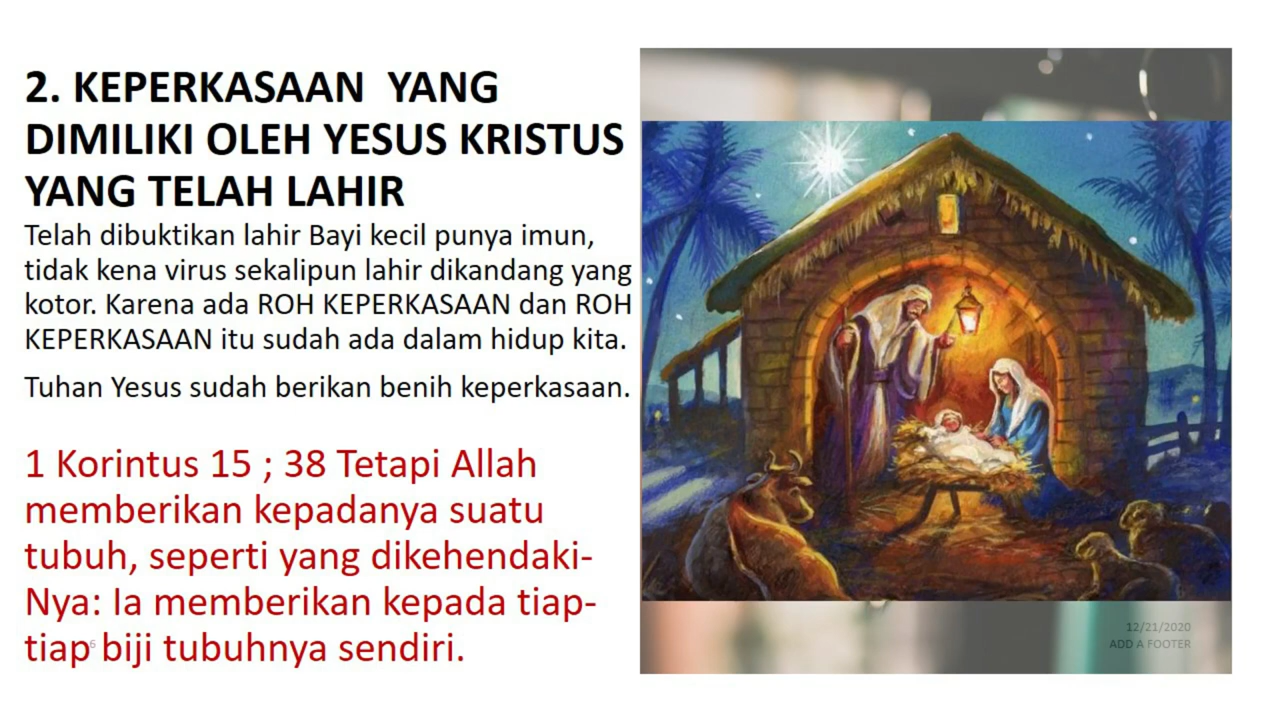 2. KEPERKASAAN  YANG
DIMILIKI OLEH YESUS KRISTUS
YANG TELAH LAHIR
Telah dibuktikan lahir Bayi kecil punya imun,
tidak kena virus sekalipun lahir dikandang yang
kotor. Karena ada ROH KEPERKASAAN dan ROH
KEPERKASAAN itu sudah ada dalam hidup kita.
Tuhan Yesus sudah berikan benih keperkasaan.
1 Korintus 15 ; 38 Tetapi Allah
memberikan kepadanya suatu
tubuh, seperti yang dikehendaki-
Nya: Ia memberikan kepada tiap-
tiap biji tubuhnya sendiri.
6
12/21/2020
ADD A FOOTER